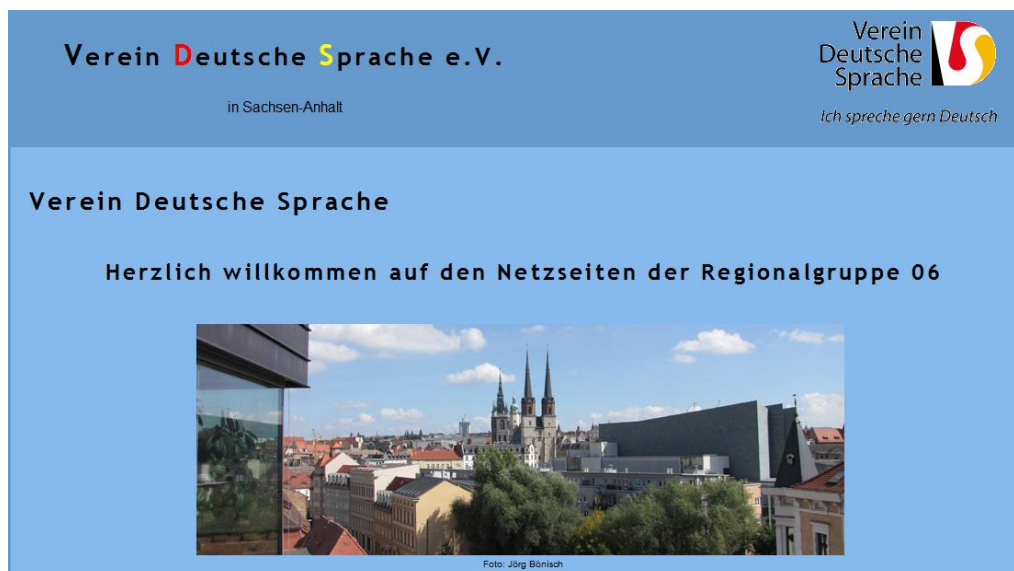 Verein Deutsche Sprache e.V.
in Sachsen-Anhalt
Verein
Deutsche
Sprache
Ich spreche gern Deutsch
Verein Deutsche Sprache
Herzlich willkommen auf den Netzseiten der Regionalgruppe 06
Foto: Jörg Bönisch